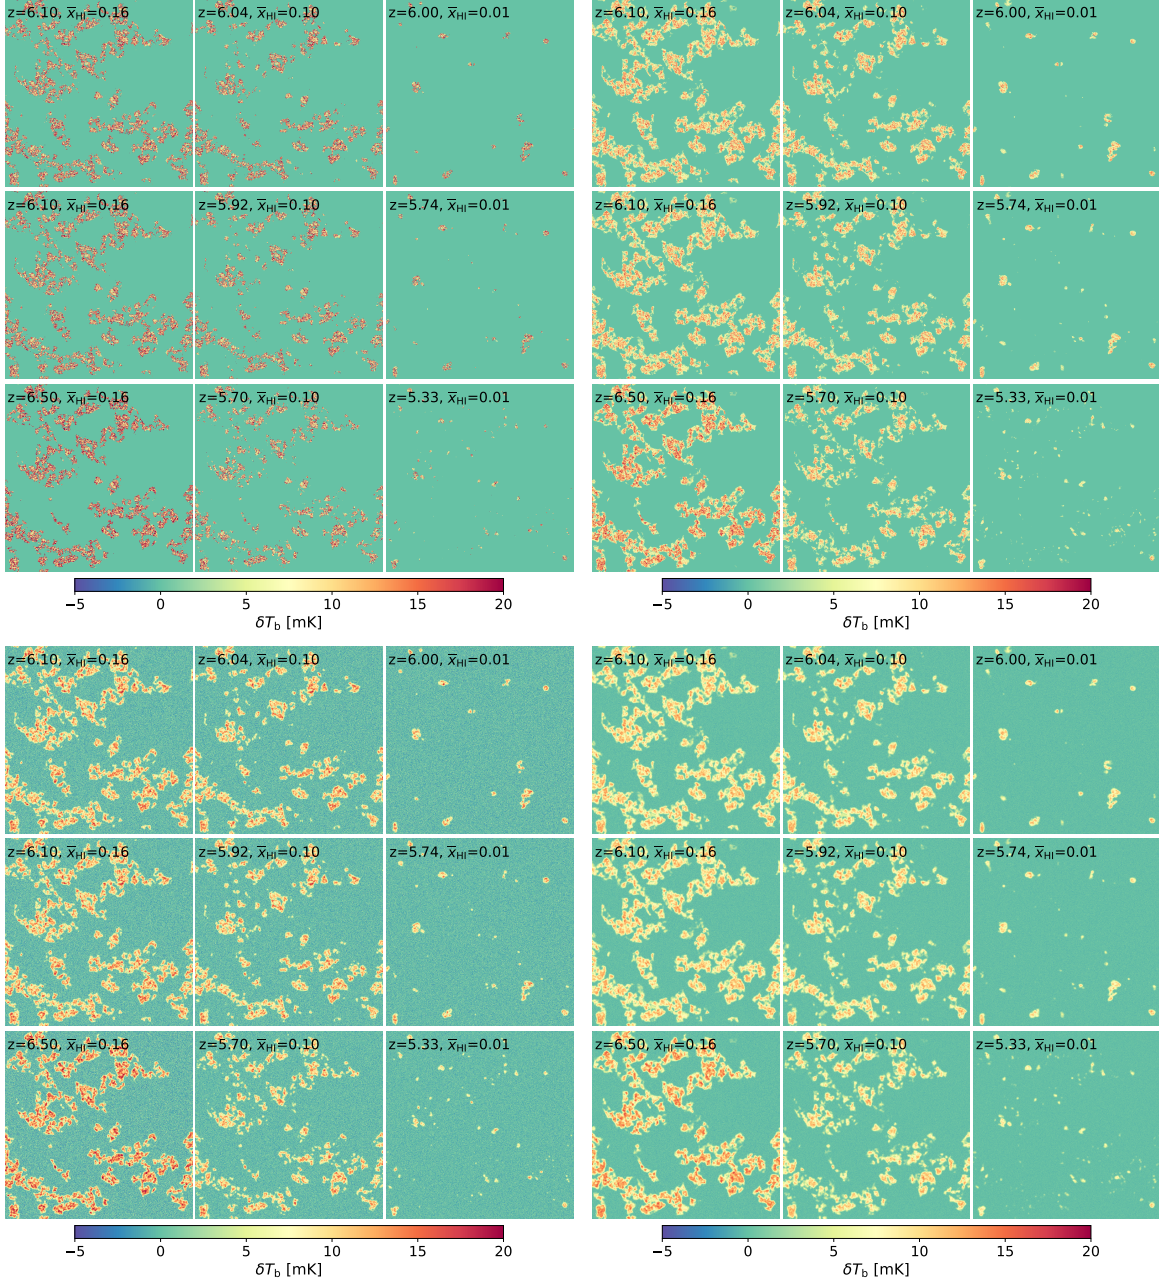 z=6.10, x̅HI=0.16 z=6.04, x̅HI=0.10 z=6.00, x̅HI=0.01
z=6.10, x̅HI=0.16 z=5.92, x̅HI=0.10 z=5.74, x̅HI=0.01
z=6.50, x̅HI=0.16 z=5.70, x̅HI=0.10 z=5.33, x̅HI=0.01
−5 0 5 10 15 20
δTb [mK]
z=6.10, x̅HI=0.16 z=6.04, x̅HI=0.10 z=6.00, x̅HI=0.01
z=6.10, x̅HI=0.16 z=5.92, x̅HI=0.10 z=5.74, x̅HI=0.01
z=6.50, x̅HI=0.16 z=5.70, x̅HI=0.10 z=5.33, x̅HI=0.01
−5 0 5 10 15 20
δTb [mK]
z=6.10, x̅HI=0.16 z=6.04, x̅HI=0.10 z=6.00, x̅HI=0.01
z=6.10, x̅HI=0.16 z=5.92, x̅HI=0.10 z=5.74, x̅HI=0.01
z=6.50, x̅HI=0.16 z=5.70, x̅HI=0.10 z=5.33, x̅HI=0.01
−5 0 5 10 15 20
δTb [mK]
z=6.10, x̅HI=0.16 z=6.04, x̅HI=0.10 z=6.00, x̅HI=0.01
z=6.10, x̅HI=0.16 z=5.92, x̅HI=0.10 z=5.74, x̅HI=0.01
z=6.50, x̅HI=0.16 z=5.70, x̅HI=0.10 z=5.33, x̅HI=0.01
−5 0 5 10 15 20
δTb [mK]